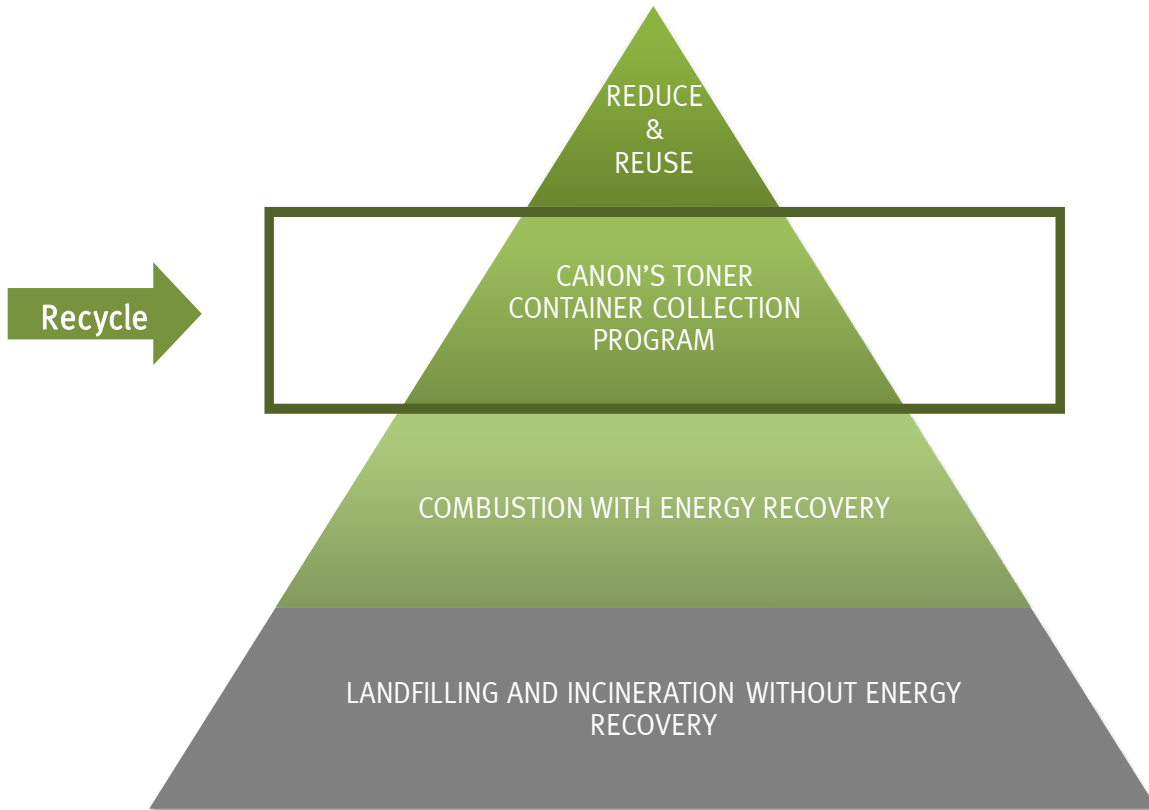 REDUCE
&
REUSE
CANON’S TONER
CONTAINER COLLECTION
PROGRAM
Recycle
COMBUSTION WITH ENERGY RECOVERY
LANDFILLING AND INCINERATION WITHOUT ENERGY
RECOVERY